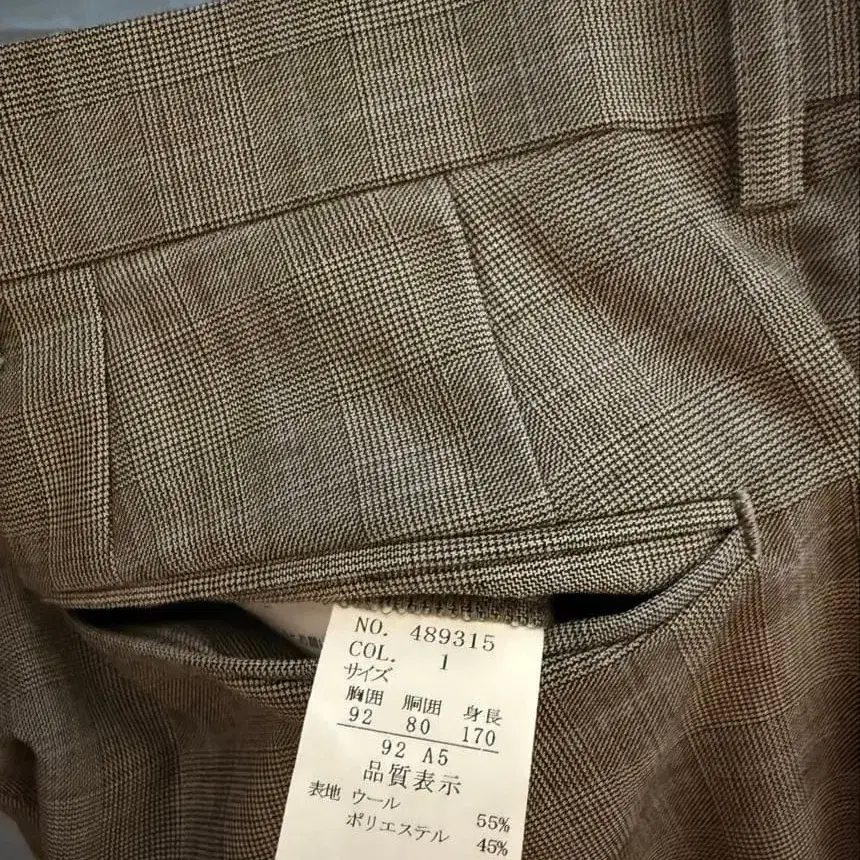 NO. 489315
COL. 1
サイズ
胸囲 胴囲 身長
92 80 170
92 A5
品質表示
表地 ウール 55%
ポリエステル 45%